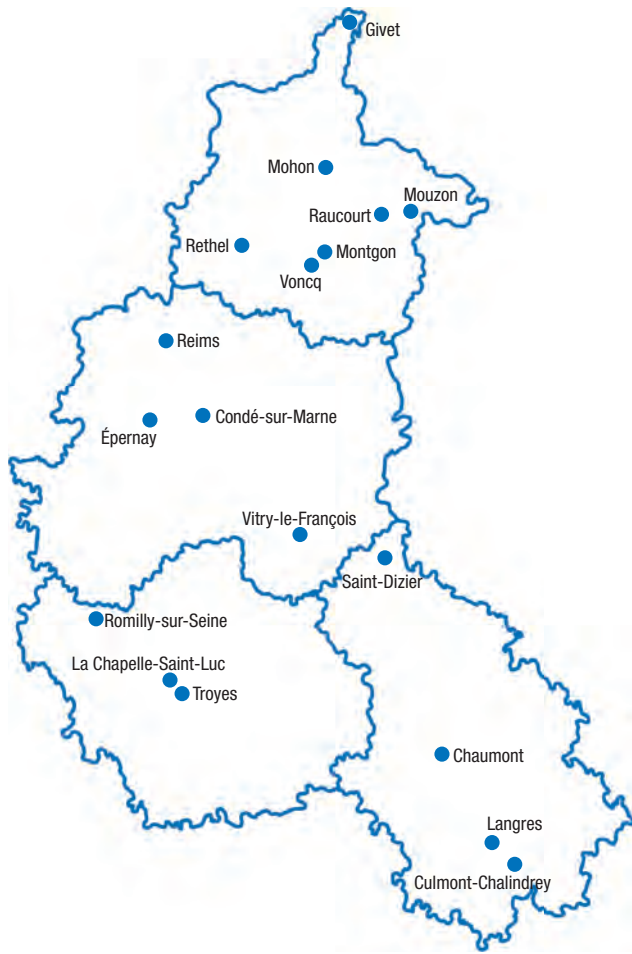 Givet
Mohon
Mouzon
Raucourt
Rethel
Montgon
Voncq
Reims
Condé-sur-Marne
Épernay
Vitry-le-François
Saint-Dizier
Romilly-sur-Seine
La Chapelle-Saint-Luc
Troyes
Chaumont
Langres
Culmont-Chalindrey